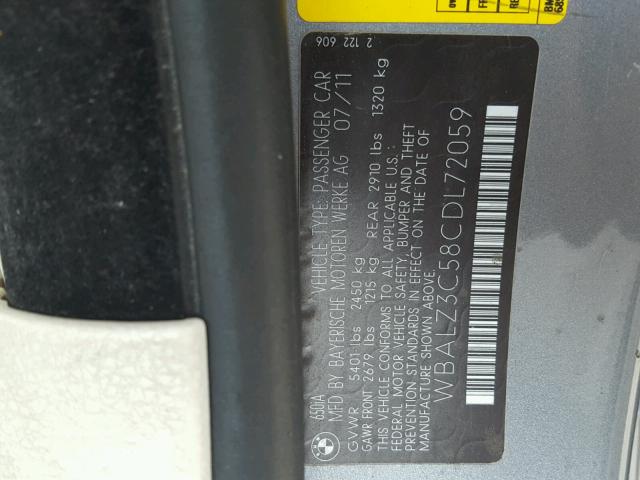 650iA VEHICLE TYPE: PASSENGER CAR 2 122 606
MFD BY BAYERISCHE MOTOREN WERKE AG 07/11
GVWR 5401 lbs 2450 kg
GAWR FRONT 2679 lbs 1215 kg REAR 2910 lbs 1320 kg
THIS VEHICLE CONFORMS TO ALL APPLICABLE U.S.:
FEDERAL MOTOR VEHICLE SAFETY, BUMPER AND THEFT
PREVENTION STANDARDS IN EFFECT ON THE DATE OF
MANUFACTURE SHOWN ABOVE.
WBALZ3C58CDL72059